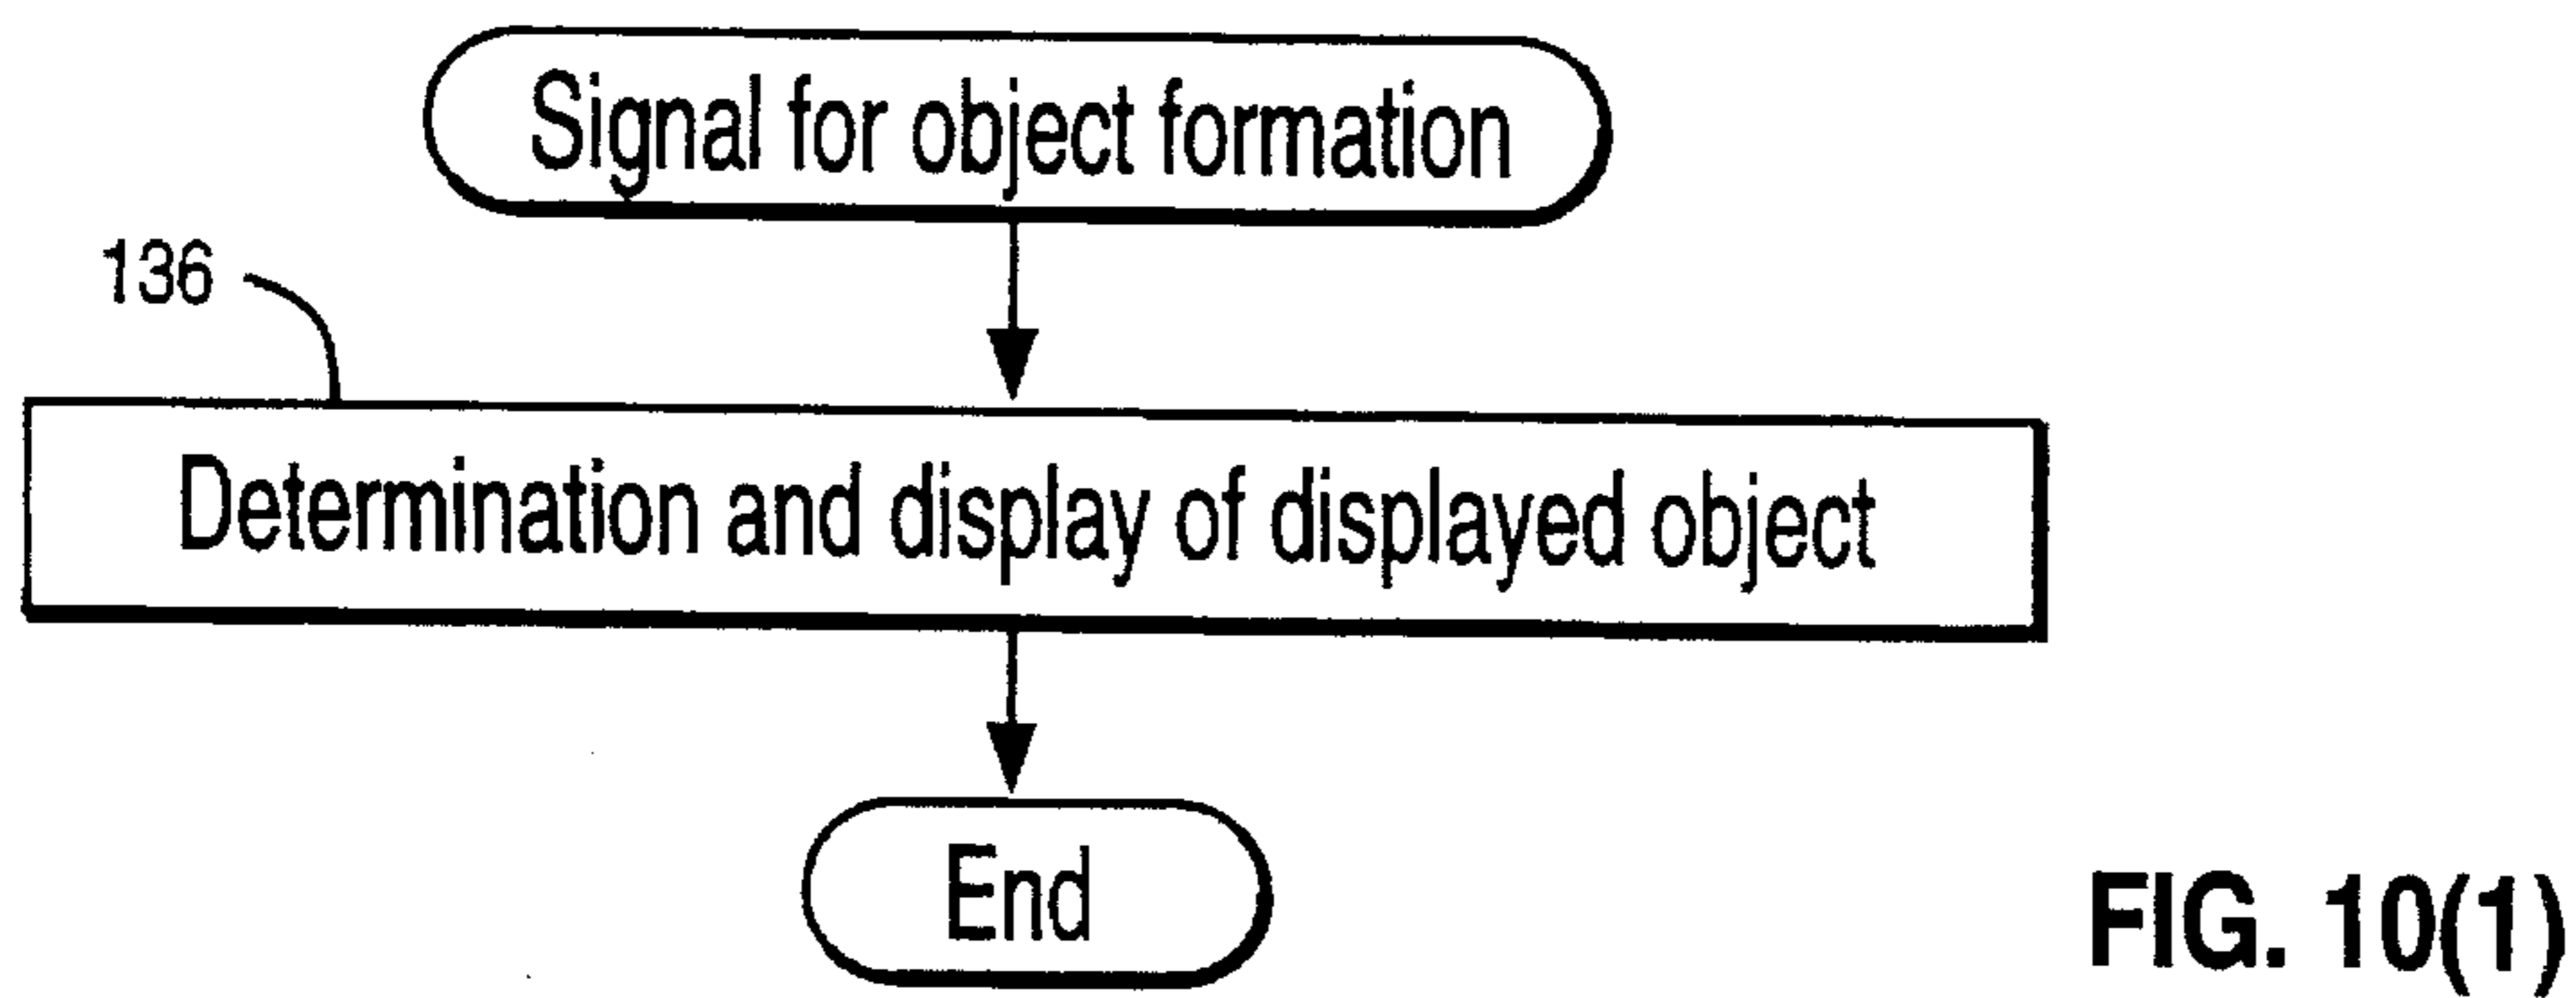 Signal for object formation
136
Determination and display of displayed object
End
FIG. 10(1)